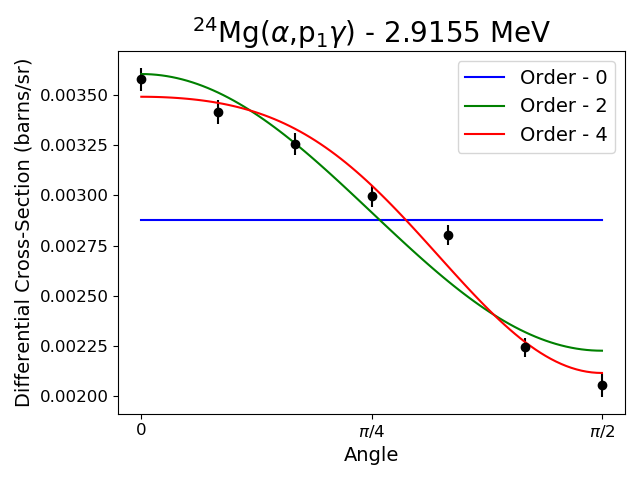 ²⁴Mg(α,p₁γ) - 2.9155 MeV
Differential Cross-Section (barns/sr)
0.00350
0.00325
0.00300
0.00275
0.00250
0.00225
0.00200
Order - 0
Order - 2
Order - 4
0 π/4 π/2
Angle